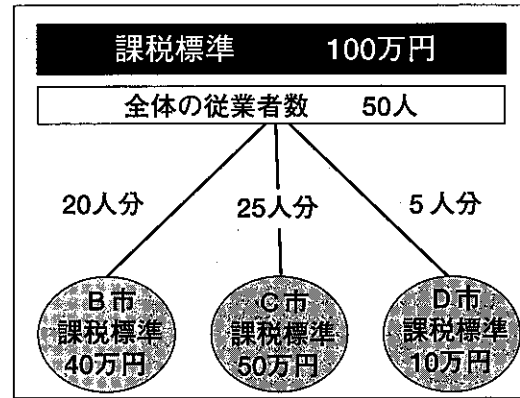 課税標準　100万円
全体の従業者数　50人
20人分　25人分　5人分
B市　C市　D市
課税標準　課税標準　課税標準
40万円　50万円　10万円